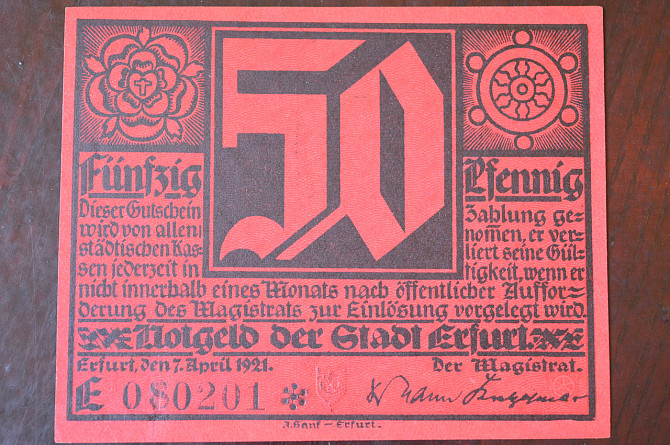 50
Fünfzig
Dieser Gutschein
wird von allen
städtischen Kas=
sen jederzeit in
Pfennig
Zahlung ge=
nom̄en, er ver=
liert seine Gül=
tigkeit, wenn er
nicht innerhalb eines Monats nach öffentlicher Auffor=
derung des Magistrats zur Einlösung vorgelegt wird.
Notgeld der Stadt Erfurt.
Erfurt, den 7. April 1921. Der Magistrat.
E 080201
Erfurt.